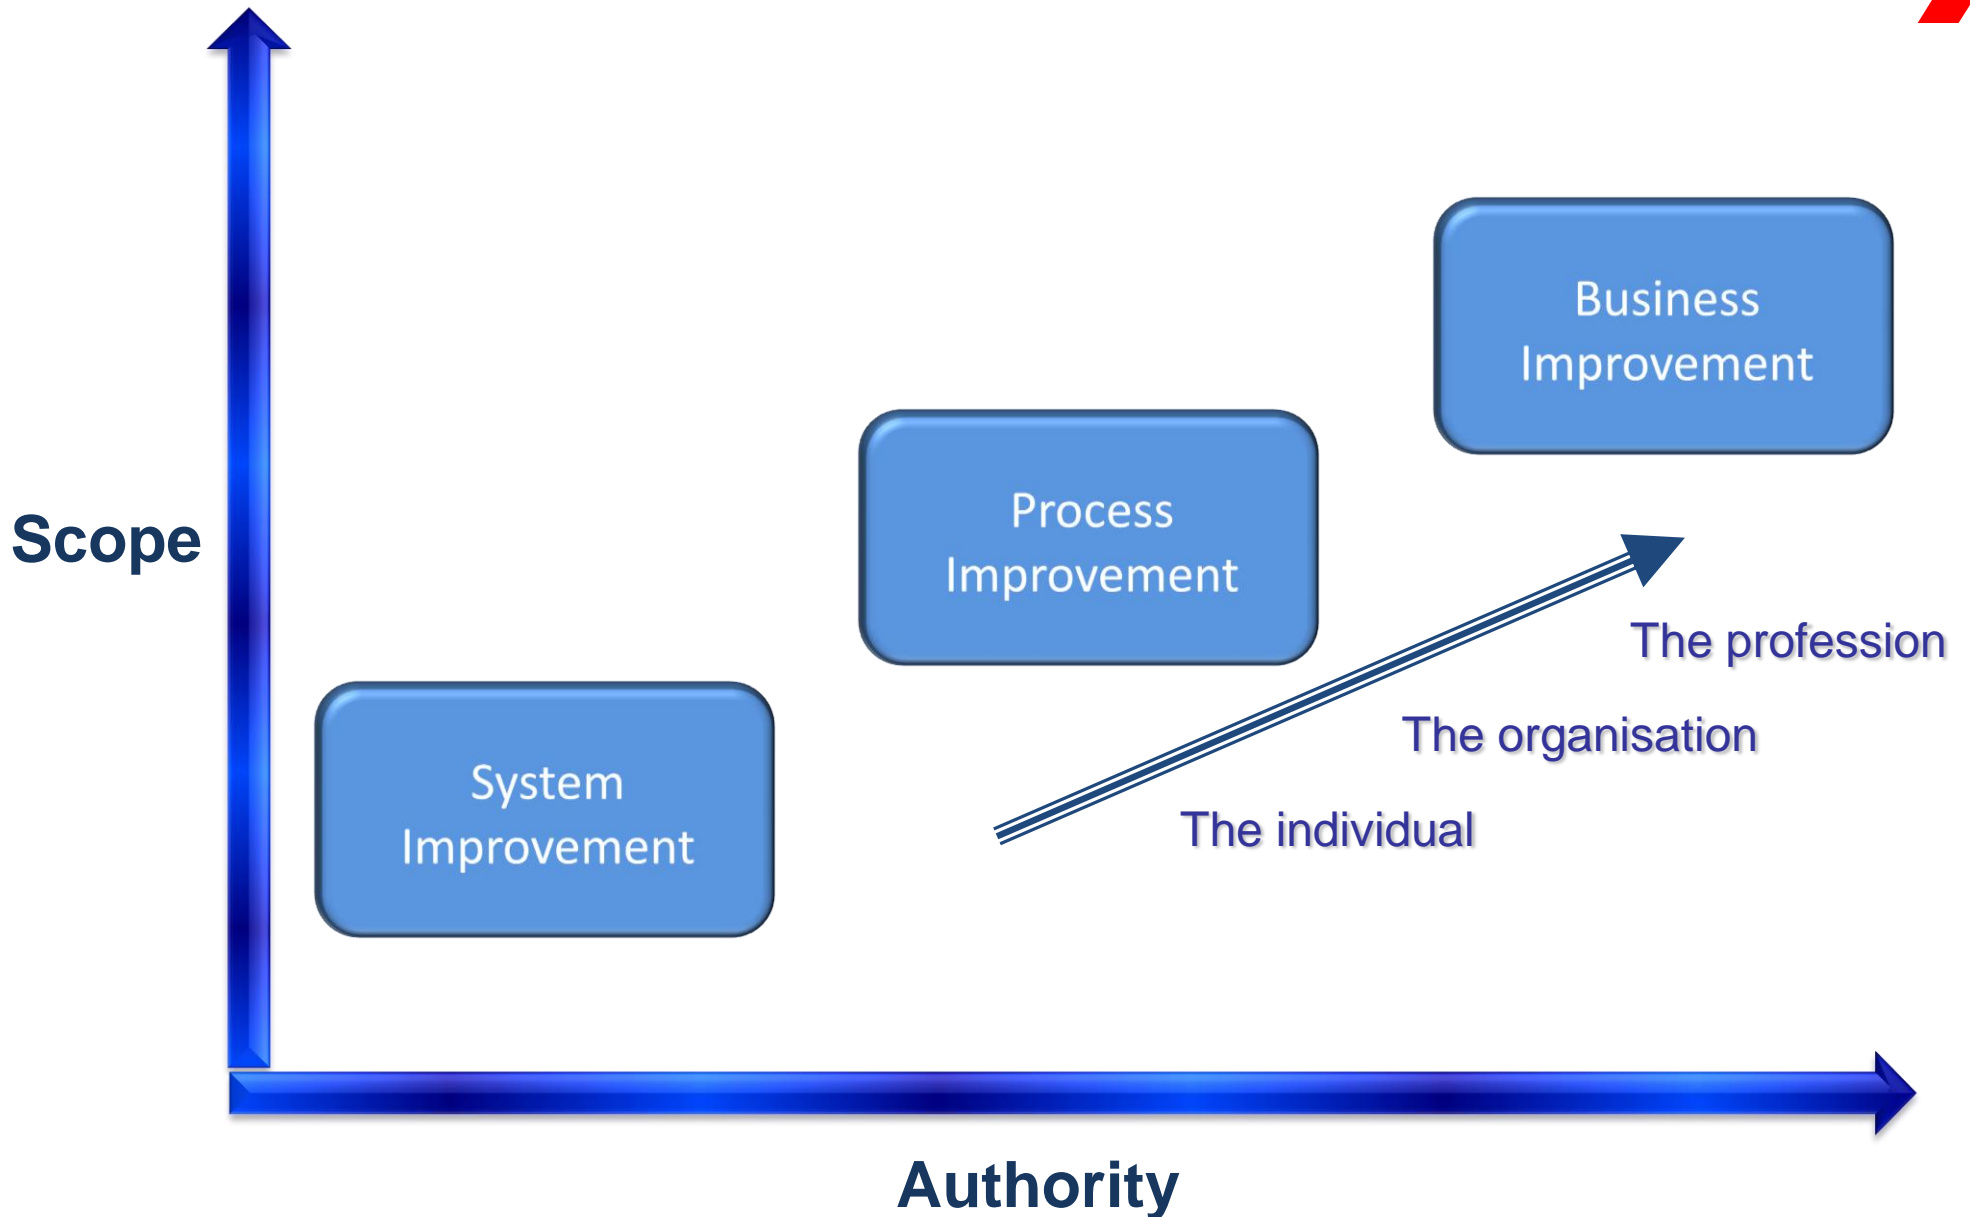 Business
Improvement
Process
Improvement
Scope
The profession
The organisation
System
Improvement
The individual
Authority